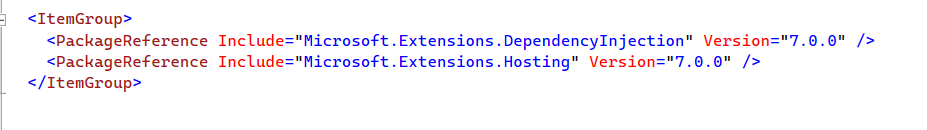 <ItemGroup>
<PackageReference Include="Microsoft.Extensions.DependencyInjection" Version="7.0.0" />
<PackageReference Include="Microsoft.Extensions.Hosting" Version="7.0.0" />
</ItemGroup>